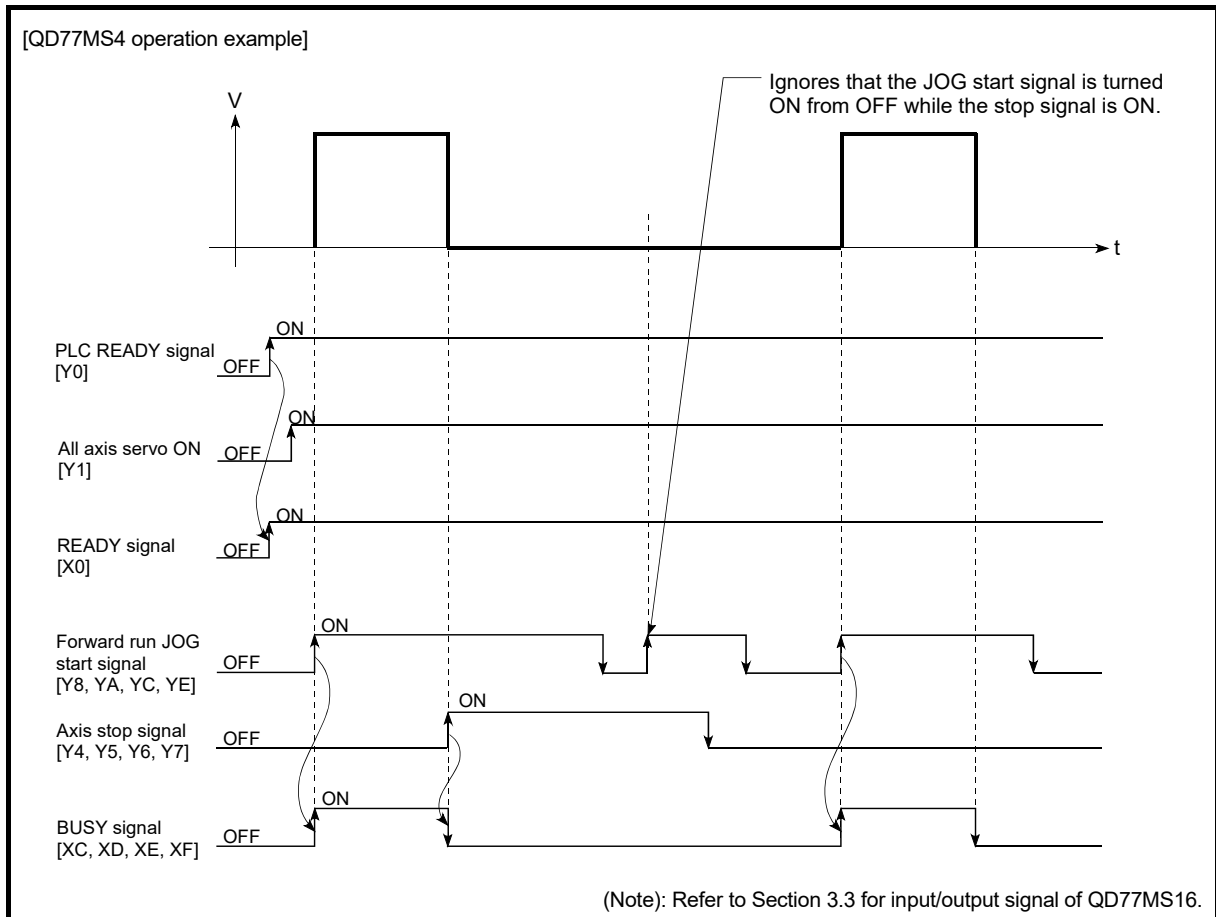 [QD77MS4 operation example]
Ignores that the JOG start signal is turned
ON from OFF while the stop signal is ON.
V
t
ON
PLC READY signal
[Y0]
OFF
ON
All axis servo ON
[Y1]
OFF
ON
READY signal
[X0]
OFF
ON
Forward run JOG
start signal
[Y8, YA, YC, YE]
OFF
ON
Axis stop signal
[Y4, Y5, Y6, Y7]
OFF
ON
BUSY signal
[XC, XD, XE, XF]
OFF
(Note): Refer to Section 3.3 for input/output signal of QD77MS16.